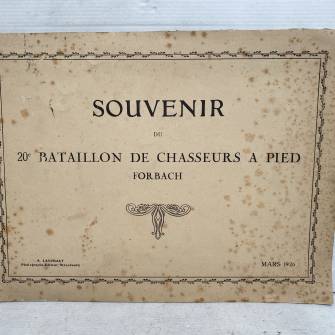 SOUVENIR
DU
20e BATAILLON DE CHASSEURS A PIED
FORBACH
MARS 1926